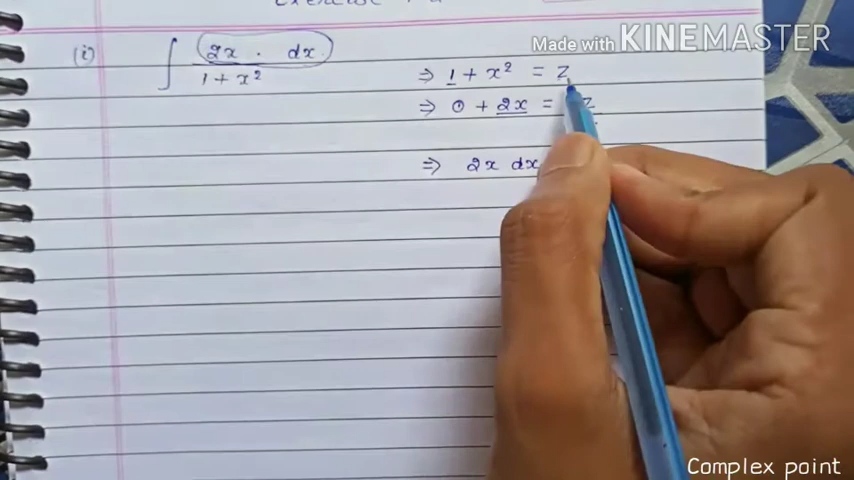 Made with KINEMASTER
(i) ∫ 2x . dx / 1 + x²
⇒ 1 + x² = z
⇒ 0 + 2x =
⇒ 2x dx
Complex point